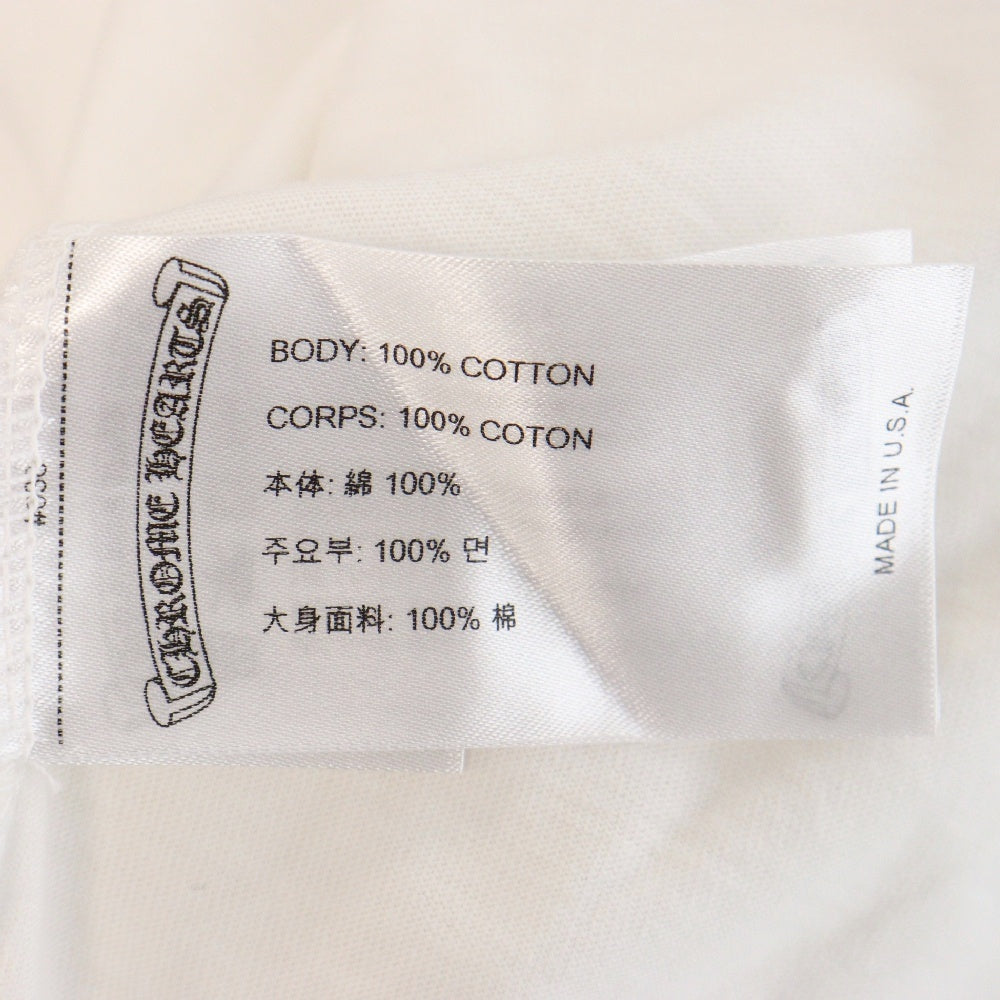 CHROME HEARTS
BODY: 100% COTTON
CORPS: 100% COTON
本体: 綿 100%
주요부: 100% 면
大身面料: 100% 棉
MADE IN U.S.A.